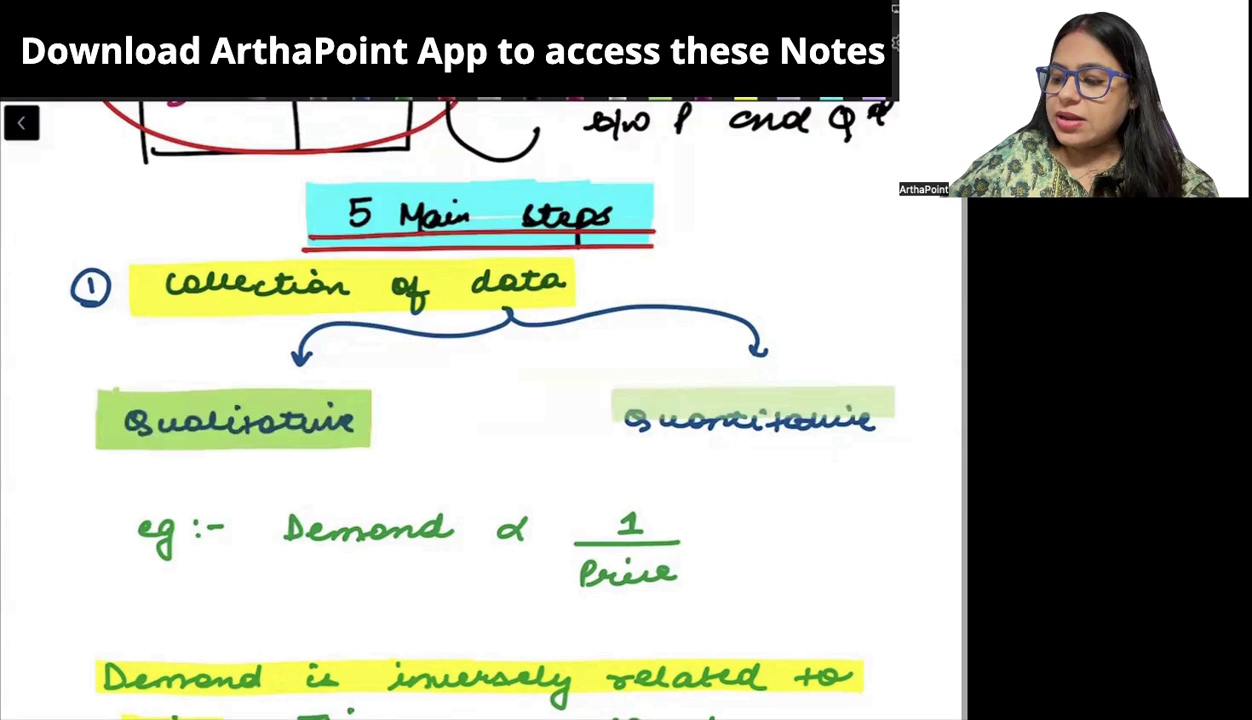 Download ArthaPoint App to access these Notes
b/w P and Q
ArthaPoint
5 Main steps
1 collection of data
Qualitative Quantitative
eg :- Demand ∝ 1
Price
Demand is inversely related to